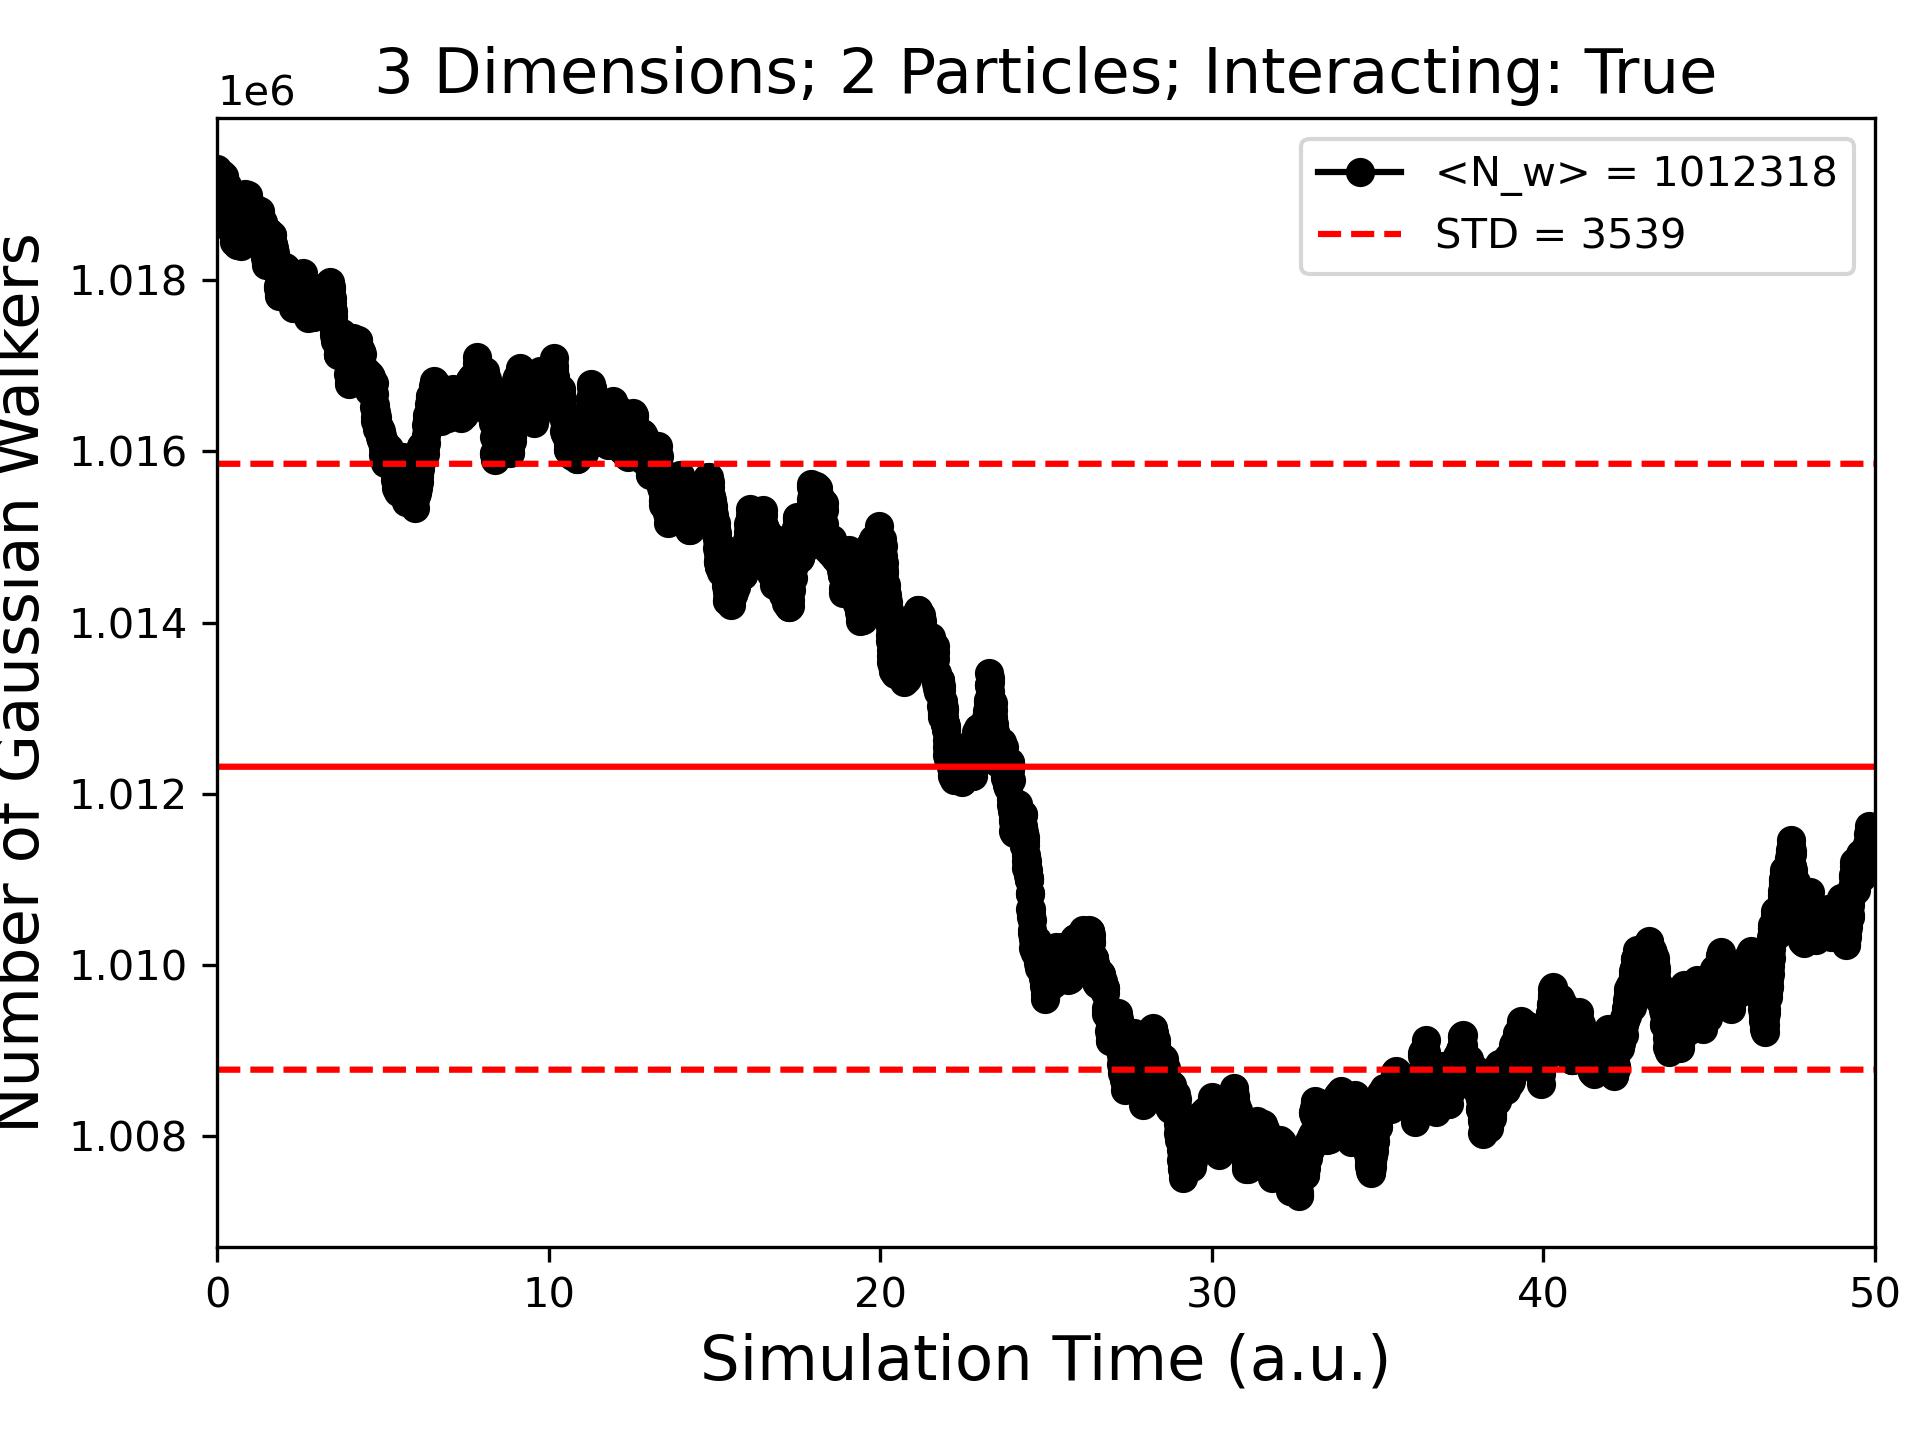 3 Dimensions; 2 Particles; Interacting: True
1e6
<N_w> = 1012318
STD = 3539
Number of Gaussian Walkers
1.018
1.016
1.014
1.012
1.010
1.008
0 10 20 30 40 50
Simulation Time (a.u.)